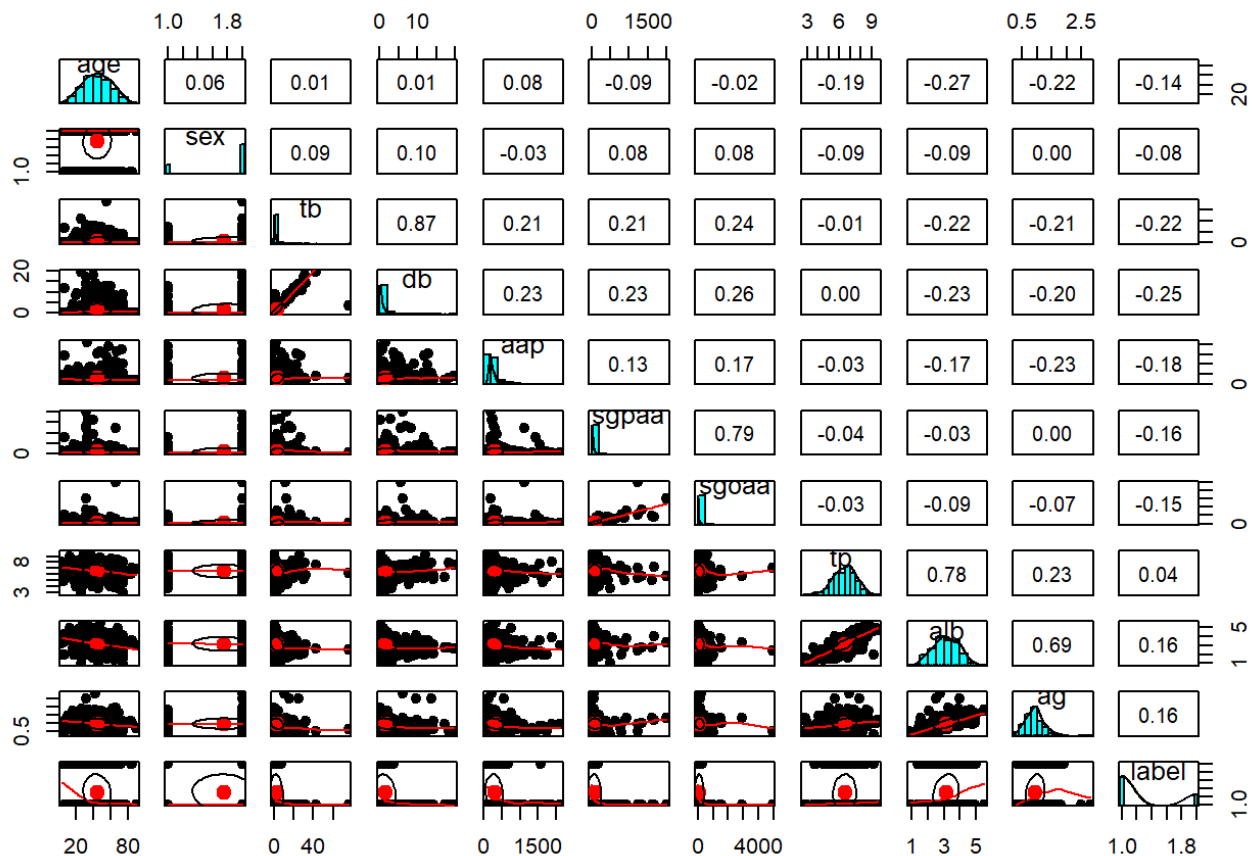 1.0 1.8 0 10 0 1500 3 6 9 0.5 2.5
age 0.06 0.01 0.01 0.08 -0.09 -0.02 -0.19 -0.27 -0.22 -0.14 20
1.0 sex 0.09 0.10 -0.03 0.08 0.08 -0.09 -0.09 0.00 -0.08
tb 0.87 0.21 0.21 0.24 -0.01 -0.22 -0.21 -0.22 0
0 20 db 0.23 0.23 0.26 0.00 -0.23 -0.20 -0.25
aap 0.13 0.17 -0.03 -0.17 -0.23 -0.18 0
0 sgpaa 0.79 -0.04 -0.03 0.00 -0.16
sgoaa -0.03 -0.09 -0.07 -0.15 0
3 8 tp 0.78 0.23 0.04
alb 0.69 0.16 1 5
0.5 ag 0.16
label 1.0
20 80 0 40 0 1500 0 4000 1 3 5 1.0 1.8